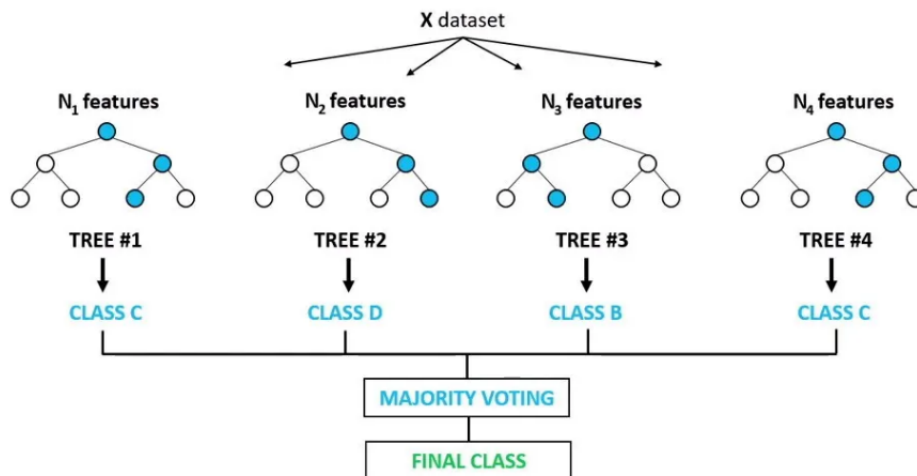 X dataset
N₁ features N₂ features N₃ features N₄ features
TREE #1 TREE #2 TREE #3 TREE #4
CLASS C CLASS D CLASS B CLASS C
MAJORITY VOTING
FINAL CLASS